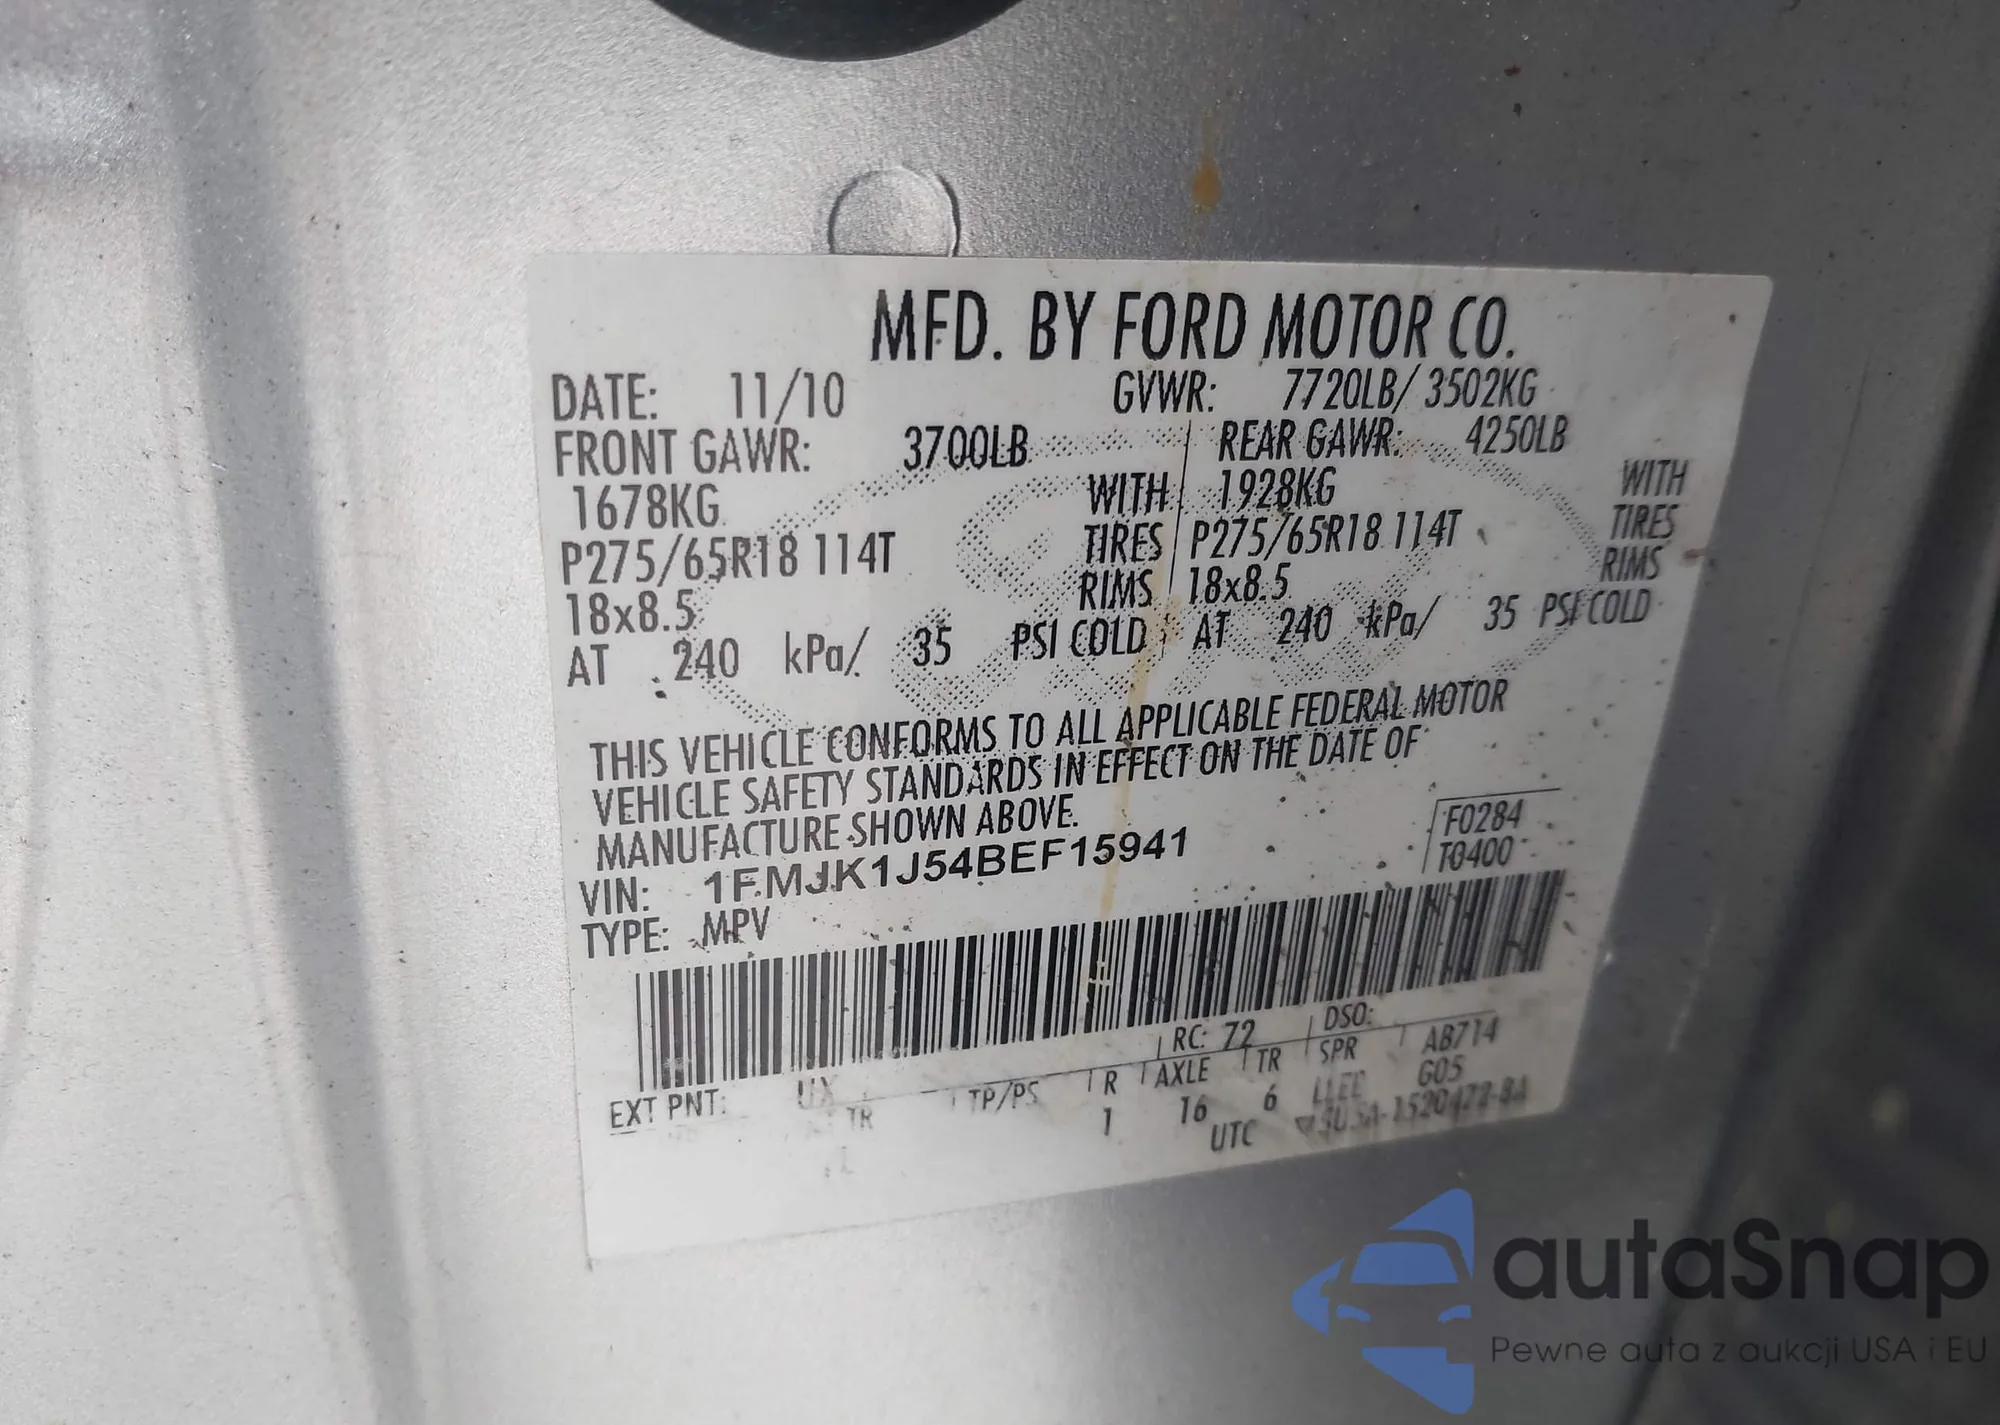 MFD. BY FORD MOTOR CO.
DATE: 11/10 GVWR: 7720LB/ 3502KG
FRONT GAWR: 3700LB REAR GAWR: 4250LB
1678KG WITH 1928KG WITH
P275/65R18 114T TIRES P275/65R18 114T TIRES
18x8.5 RIMS 18x8.5 RIMS
AT 240 kPa/ 35 PSI COLD AT 240 kPa/ 35 PSI COLD
THIS VEHICLE CONFORMS TO ALL APPLICABLE FEDERAL MOTOR
VEHICLE SAFETY STANDARDS IN EFFECT ON THE DATE OF
MANUFACTURE SHOWN ABOVE.
F0284
VIN: 1FMJK1J54BEF15941 T0400
TYPE: MPV
RC: 72 DSO:
EXT PNT: UX TR TP/PS R AXLE TR SPR AB714
1 16 6 G05
UTC
autaSnap
Pewne auta z aukcji USA i EU